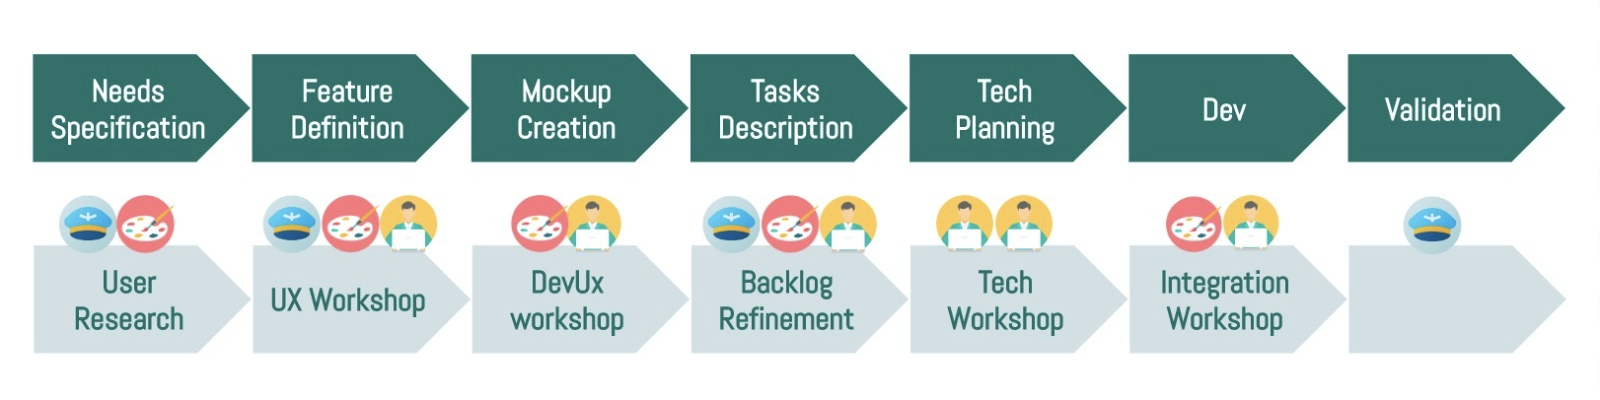 Needs
Specification
Feature
Definition
Mockup
Creation
Tasks
Description
Tech
Planning
Dev
Validation
User
Research
UX Workshop
DevUx
workshop
Backlog
Refinement
Tech
Workshop
Integration
Workshop